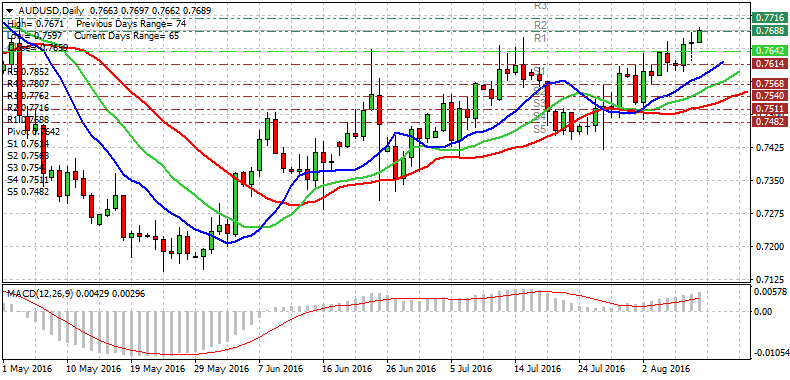 AUDUSD,Daily 0.7663 0.7697 0.7662 0.7689
High= 0.7671 Previous Days Range= 74
Low= 0.7597 Current Days Range= 65
Close= 0.7659
R5 0.7852
R4 0.7807
R3 0.7762
R2 0.7716
R1 0.7688
Pivot 0.7642
S1 0.7614
S2 0.7568
S3 0.7540
S4 0.7511
S5 0.7482
R3
R2
R1
S1
S3
S5
0.7716
0.7688
0.7642
0.7614
0.7568
0.7540
0.7511
0.7482
0.7425
0.7350
0.7275
0.7200
0.7125
MACD(12,26,9) 0.00429 0.00296
0.00578
0.00
-0.01054
1 May 2016 10 May 2016 19 May 2016 29 May 2016 7 Jun 2016 16 Jun 2016 26 Jun 2016 5 Jul 2016 14 Jul 2016 24 Jul 2016 2 Aug 2016